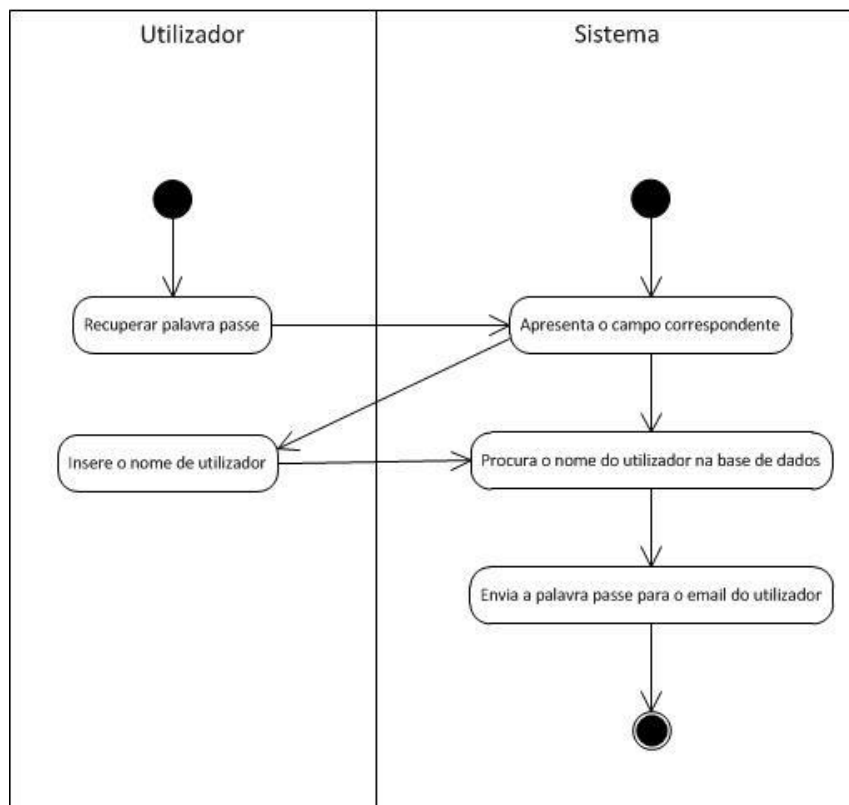 Utilizador
Sistema
Recuperar palavra passe
Apresenta o campo correspondente
Insere o nome de utilizador
Procura o nome do utilizador na base de dados
Envia a palavra passe para o email do utilizador